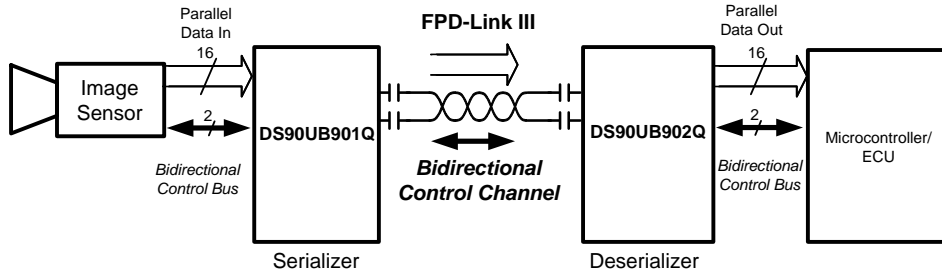 Parallel
Data In
16
Image
Sensor
2
Bidirectional
Control Bus
DS90UB901Q
Serializer
FPD-Link III
Bidirectional
Control Channel
DS90UB902Q
Deserializer
Parallel
Data Out
16
2
Bidirectional
Control Bus
Microcontroller/
ECU